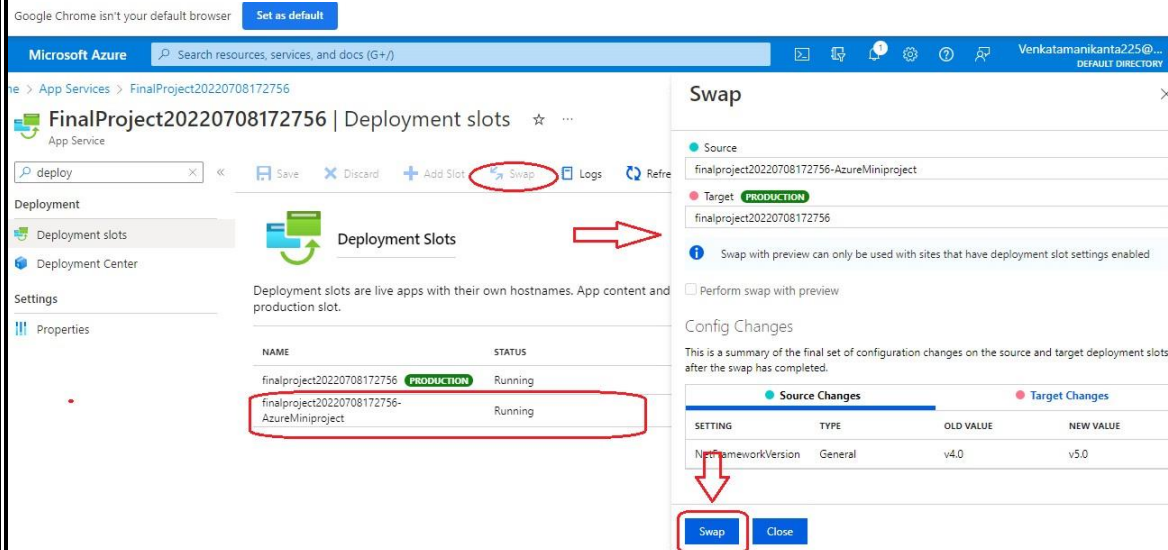 Google Chrome isn't your default browser
Set as default
Microsoft Azure
Search resources, services, and docs (G+/)
1
Venkatamanikanta225@...
DEFAULT DIRECTORY
> App Services > FinalProject20220708172756
FinalProject20220708172756 | Deployment slots
App Service
deploy
Save
Discard
Add Slot
Swap
Logs
Refre
Deployment
Deployment slots
Deployment Center
Settings
Properties
Deployment Slots
Deployment slots are live apps with their own hostnames. App content and
production slot.
NAME STATUS
finalproject20220708172756 PRODUCTION Running
finalproject20220708172756-
AzureMiniproject Running
Swap
Source
finalproject20220708172756-AzureMiniproject
Target PRODUCTION
finalproject20220708172756
Swap with preview can only be used with sites that have deployment slot settings enabled
Perform swap with preview
Config Changes
This is a summary of the final set of configuration changes on the source and target deployment slots
after the swap has completed.
Source Changes
Target Changes
SETTING TYPE OLD VALUE NEW VALUE
NetFrameworkVersion General v4.0 v5.0
Swap
Close